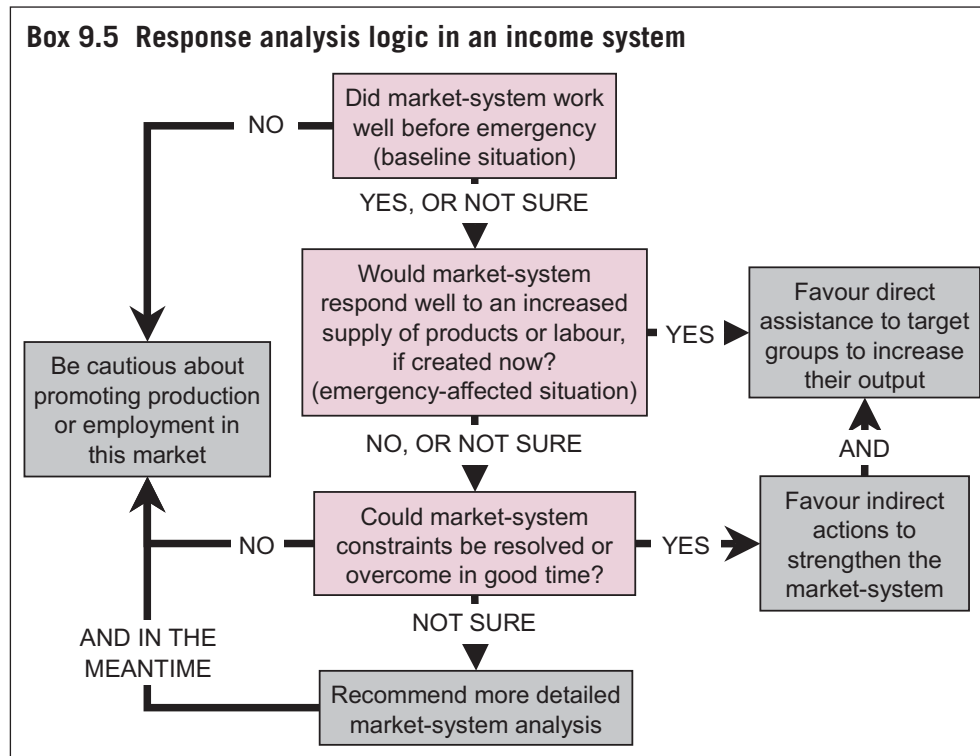 Box 9.5 Response analysis logic in an income system
Did market-system work
well before emergency
(baseline situation)
NO
YES, OR NOT SURE
Would market-system
respond well to an increased
supply of products or labour,
if created now?
(emergency-affected situation)
YES
Favour direct
assistance to target
groups to increase
their output
Be cautious about
promoting production
or employment in
this market
NO, OR NOT SURE
AND
Could market-system
constraints be resolved or
overcome in good time?
NO
YES
Favour indirect
actions to
strengthen the
market-system
NOT SURE
AND IN THE
MEANTIME
Recommend more detailed
market-system analysis